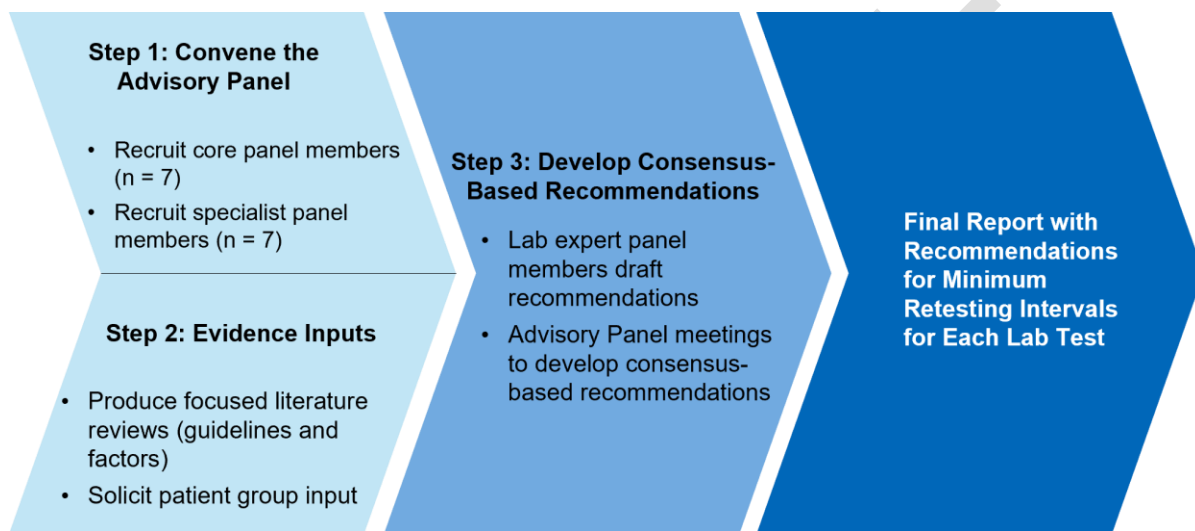 Step 1: Convene the
Advisory Panel
• Recruit core panel members
(n = 7)
• Recruit specialist panel
members (n = 7)
Step 2: Evidence Inputs
• Produce focused literature
reviews (guidelines and
factors)
• Solicit patient group input
Step 3: Develop Consensus-
Based Recommendations
• Lab expert panel
members draft
recommendations
• Advisory Panel meetings
to develop consensus-
based recommendations
Final Report with
Recommendations
for Minimum
Retesting Intervals
for Each Lab Test